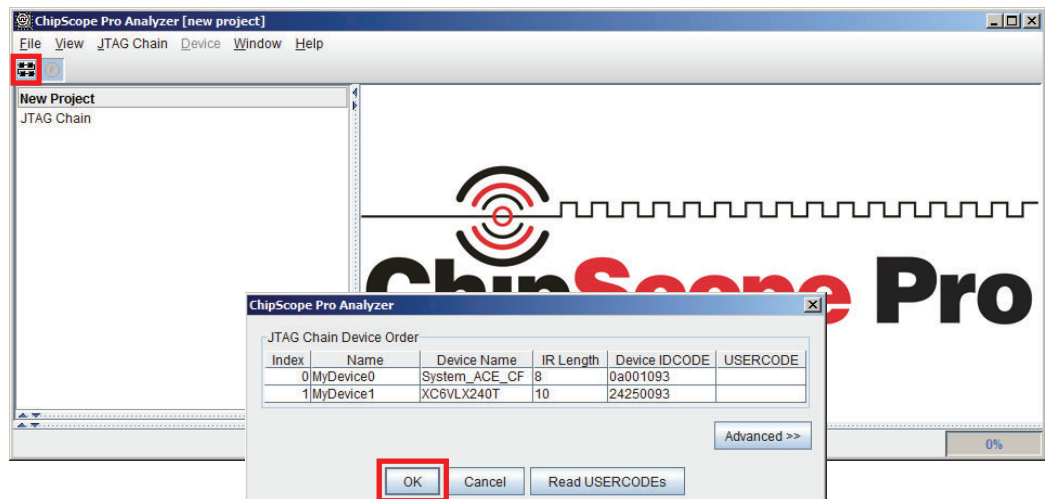 ChipScope Pro Analyzer [new project]
File View JTAG Chain Device Window Help
New Project
JTAG Chain
ChipScope Pro
ChipScope Pro Analyzer
JTAG Chain Device Order
Index Name Device Name IR Length Device IDCODE USERCODE
0 MyDevice0 System_ACE_CF 8 0a001093
1 MyDevice1 XC6VLX240T 10 24250093
Advanced >>
0%
OK Cancel Read USERCODEs